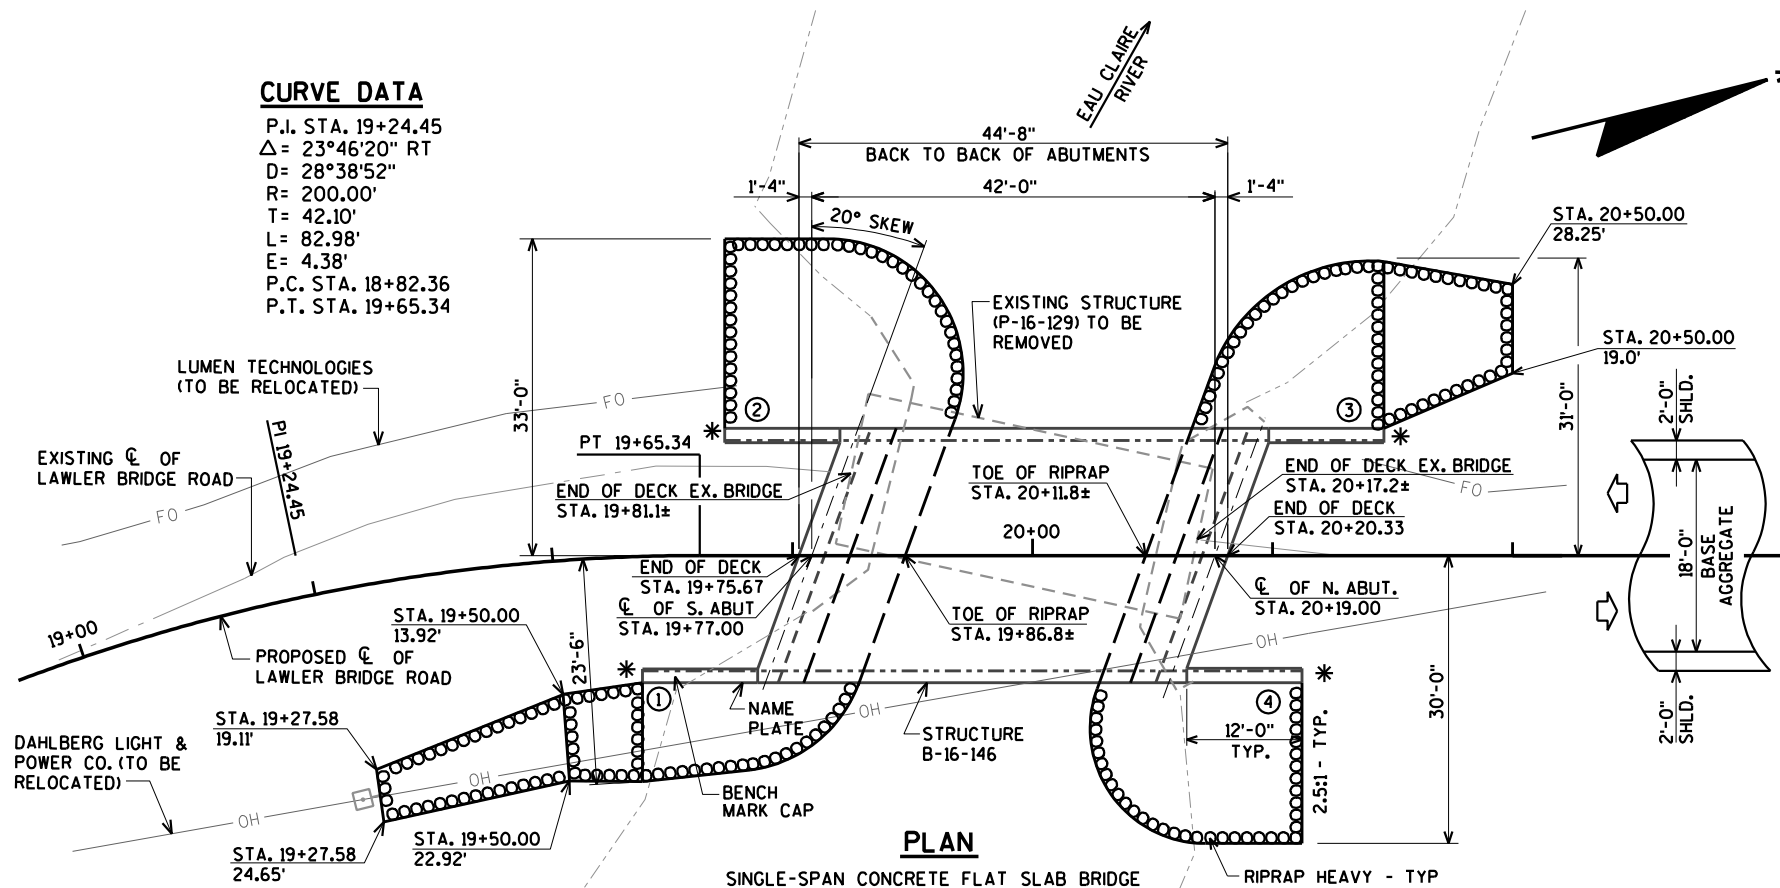 CURVE DATA
P.I. STA. 19+24.45
Δ= 23°46'20" RT
D= 28°38'52"
R= 200.00'
T= 42.10'
L= 82.98'
E= 4.38'
P.C. STA. 18+82.36
P.T. STA. 19+65.34
EAU CLAIRE
RIVER
44'-8"
BACK TO BACK OF ABUTMENTS
1'-4"
42'-0"
1'-4"
20° SKEW
STA. 20+50.00
28.25'
EXISTING STRUCTURE
(P-16-129) TO BE
REMOVED
STA. 20+50.00
19.0'
LUMEN TECHNOLOGIES
(TO BE RELOCATED)
FO
33'-0"
31'-0"
2'-0"
SHLD.
2
3
PI 19+24.45
PT 19+65.34
EXISTING ℄ OF
LAWLER BRIDGE ROAD
FO
END OF DECK EX. BRIDGE
STA. 19+81.1±
TOE OF RIPRAP
STA. 20+11.8±
END OF DECK EX. BRIDGE
STA. 20+17.2±
FO
END OF DECK
STA. 20+20.33
20+00
18'-0"
BASE
AGGREGATE
END OF DECK
STA. 19+75.67
℄ OF S. ABUT
STA. 19+77.00
TOE OF RIPRAP
STA. 19+86.8±
℄ OF N. ABUT.
STA. 20+19.00
19+00
STA. 19+50.00
13.92'
OH
PROPOSED ℄ OF
LAWLER BRIDGE ROAD
23'-6"
1
4
NAME
PLATE
OH
STRUCTURE
B-16-146
12'-0"
TYP.
2.5:1 - TYP.
30'-0"
2'-0"
SHLD.
STA. 19+27.58
19.11'
DAHLBERG LIGHT &
POWER CO. (TO BE
RELOCATED)
OH
OH
BENCH
MARK CAP
STA. 19+27.58
24.65'
STA. 19+50.00
22.92'
PLAN
SINGLE-SPAN CONCRETE FLAT SLAB BRIDGE
RIPRAP HEAVY - TYP